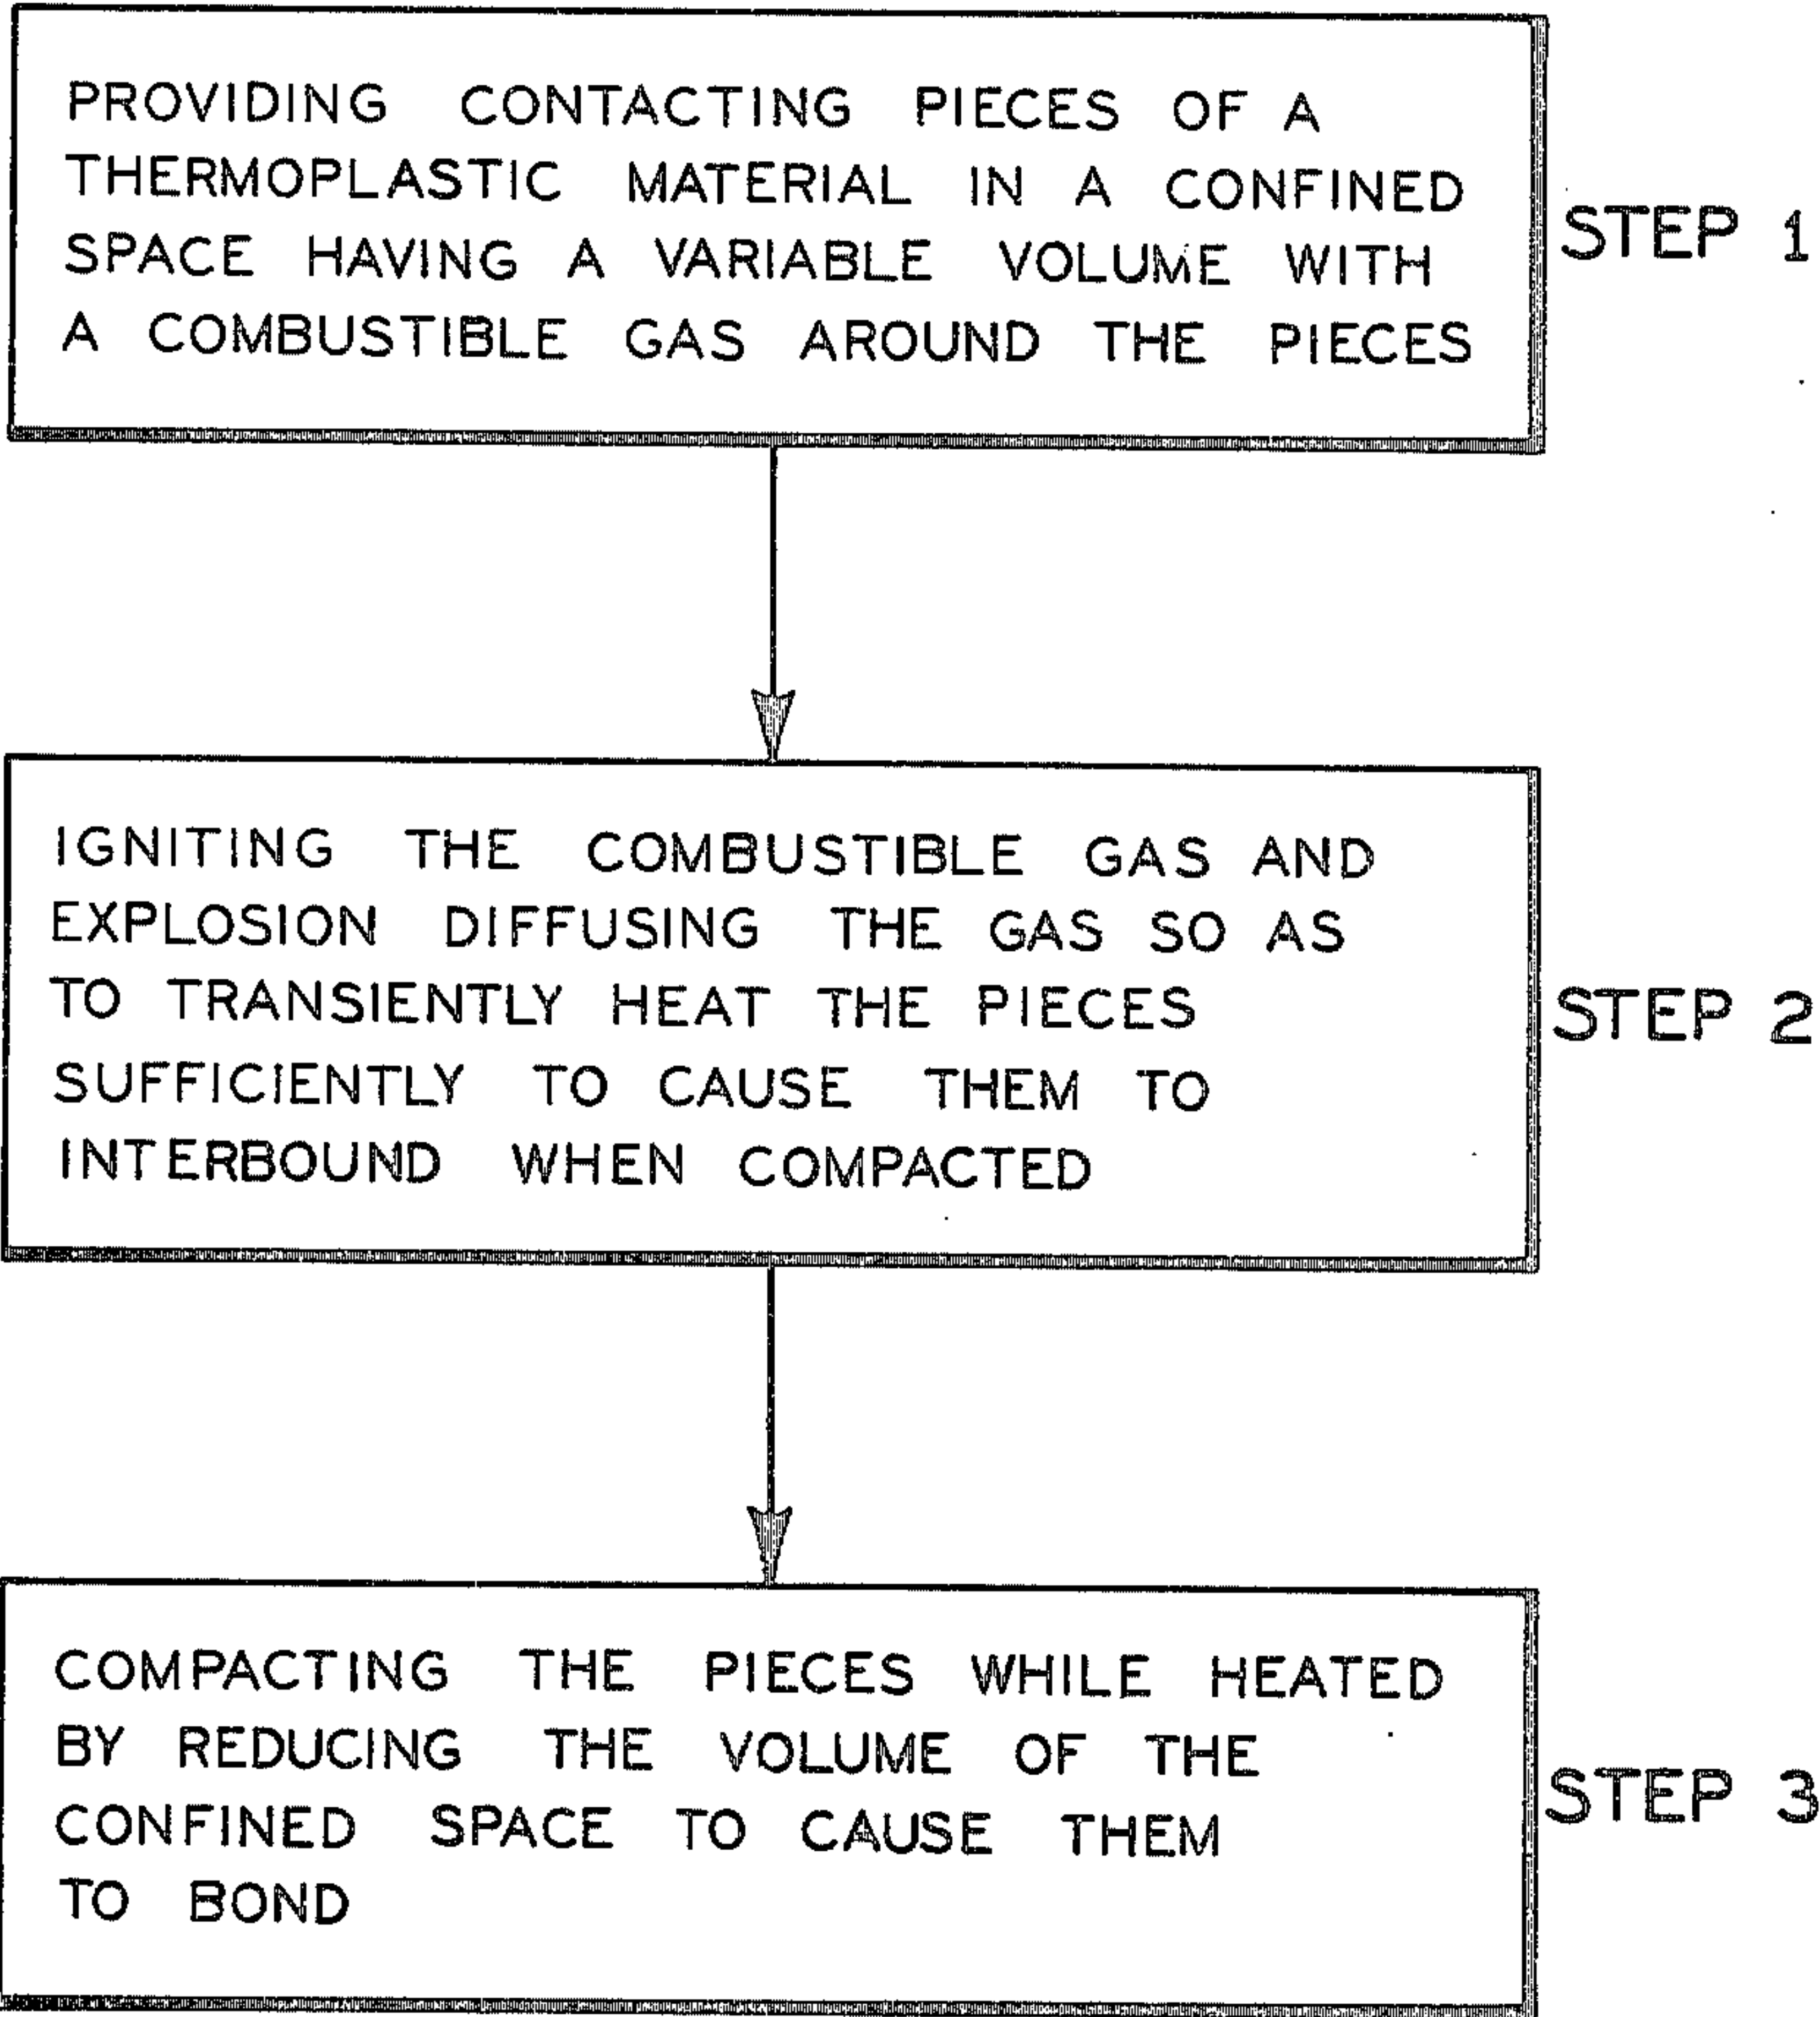 PROVIDING CONTACTING PIECES OF A
THERMOPLASTIC MATERIAL IN A CONFINED
SPACE HAVING A VARIABLE VOLUME WITH
A COMBUSTIBLE GAS AROUND THE PIECES
STEP 1
IGNITING THE COMBUSTIBLE GAS AND
EXPLOSION DIFFUSING THE GAS SO AS
TO TRANSIENTLY HEAT THE PIECES
SUFFICIENTLY TO CAUSE THEM TO
INTERBOUND WHEN COMPACTED
STEP 2
COMPACTING THE PIECES WHILE HEATED
BY REDUCING THE VOLUME OF THE
CONFINED SPACE TO CAUSE THEM
TO BOND
STEP 3